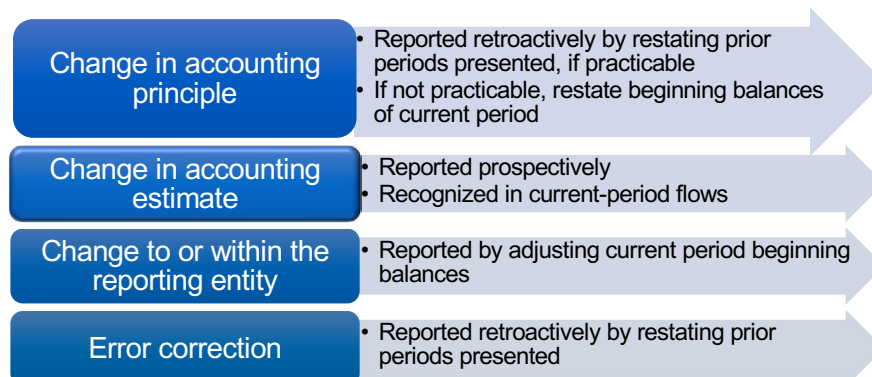 Change in accounting
principle
• Reported retroactively by restating prior
periods presented, if practicable
• If not practicable, restate beginning balances
of current period
Change in accounting
estimate
• Reported prospectively
• Recognized in current-period flows
Change to or within the
reporting entity
• Reported by adjusting current period beginning
balances
Error correction
• Reported retroactively by restating prior
periods presented